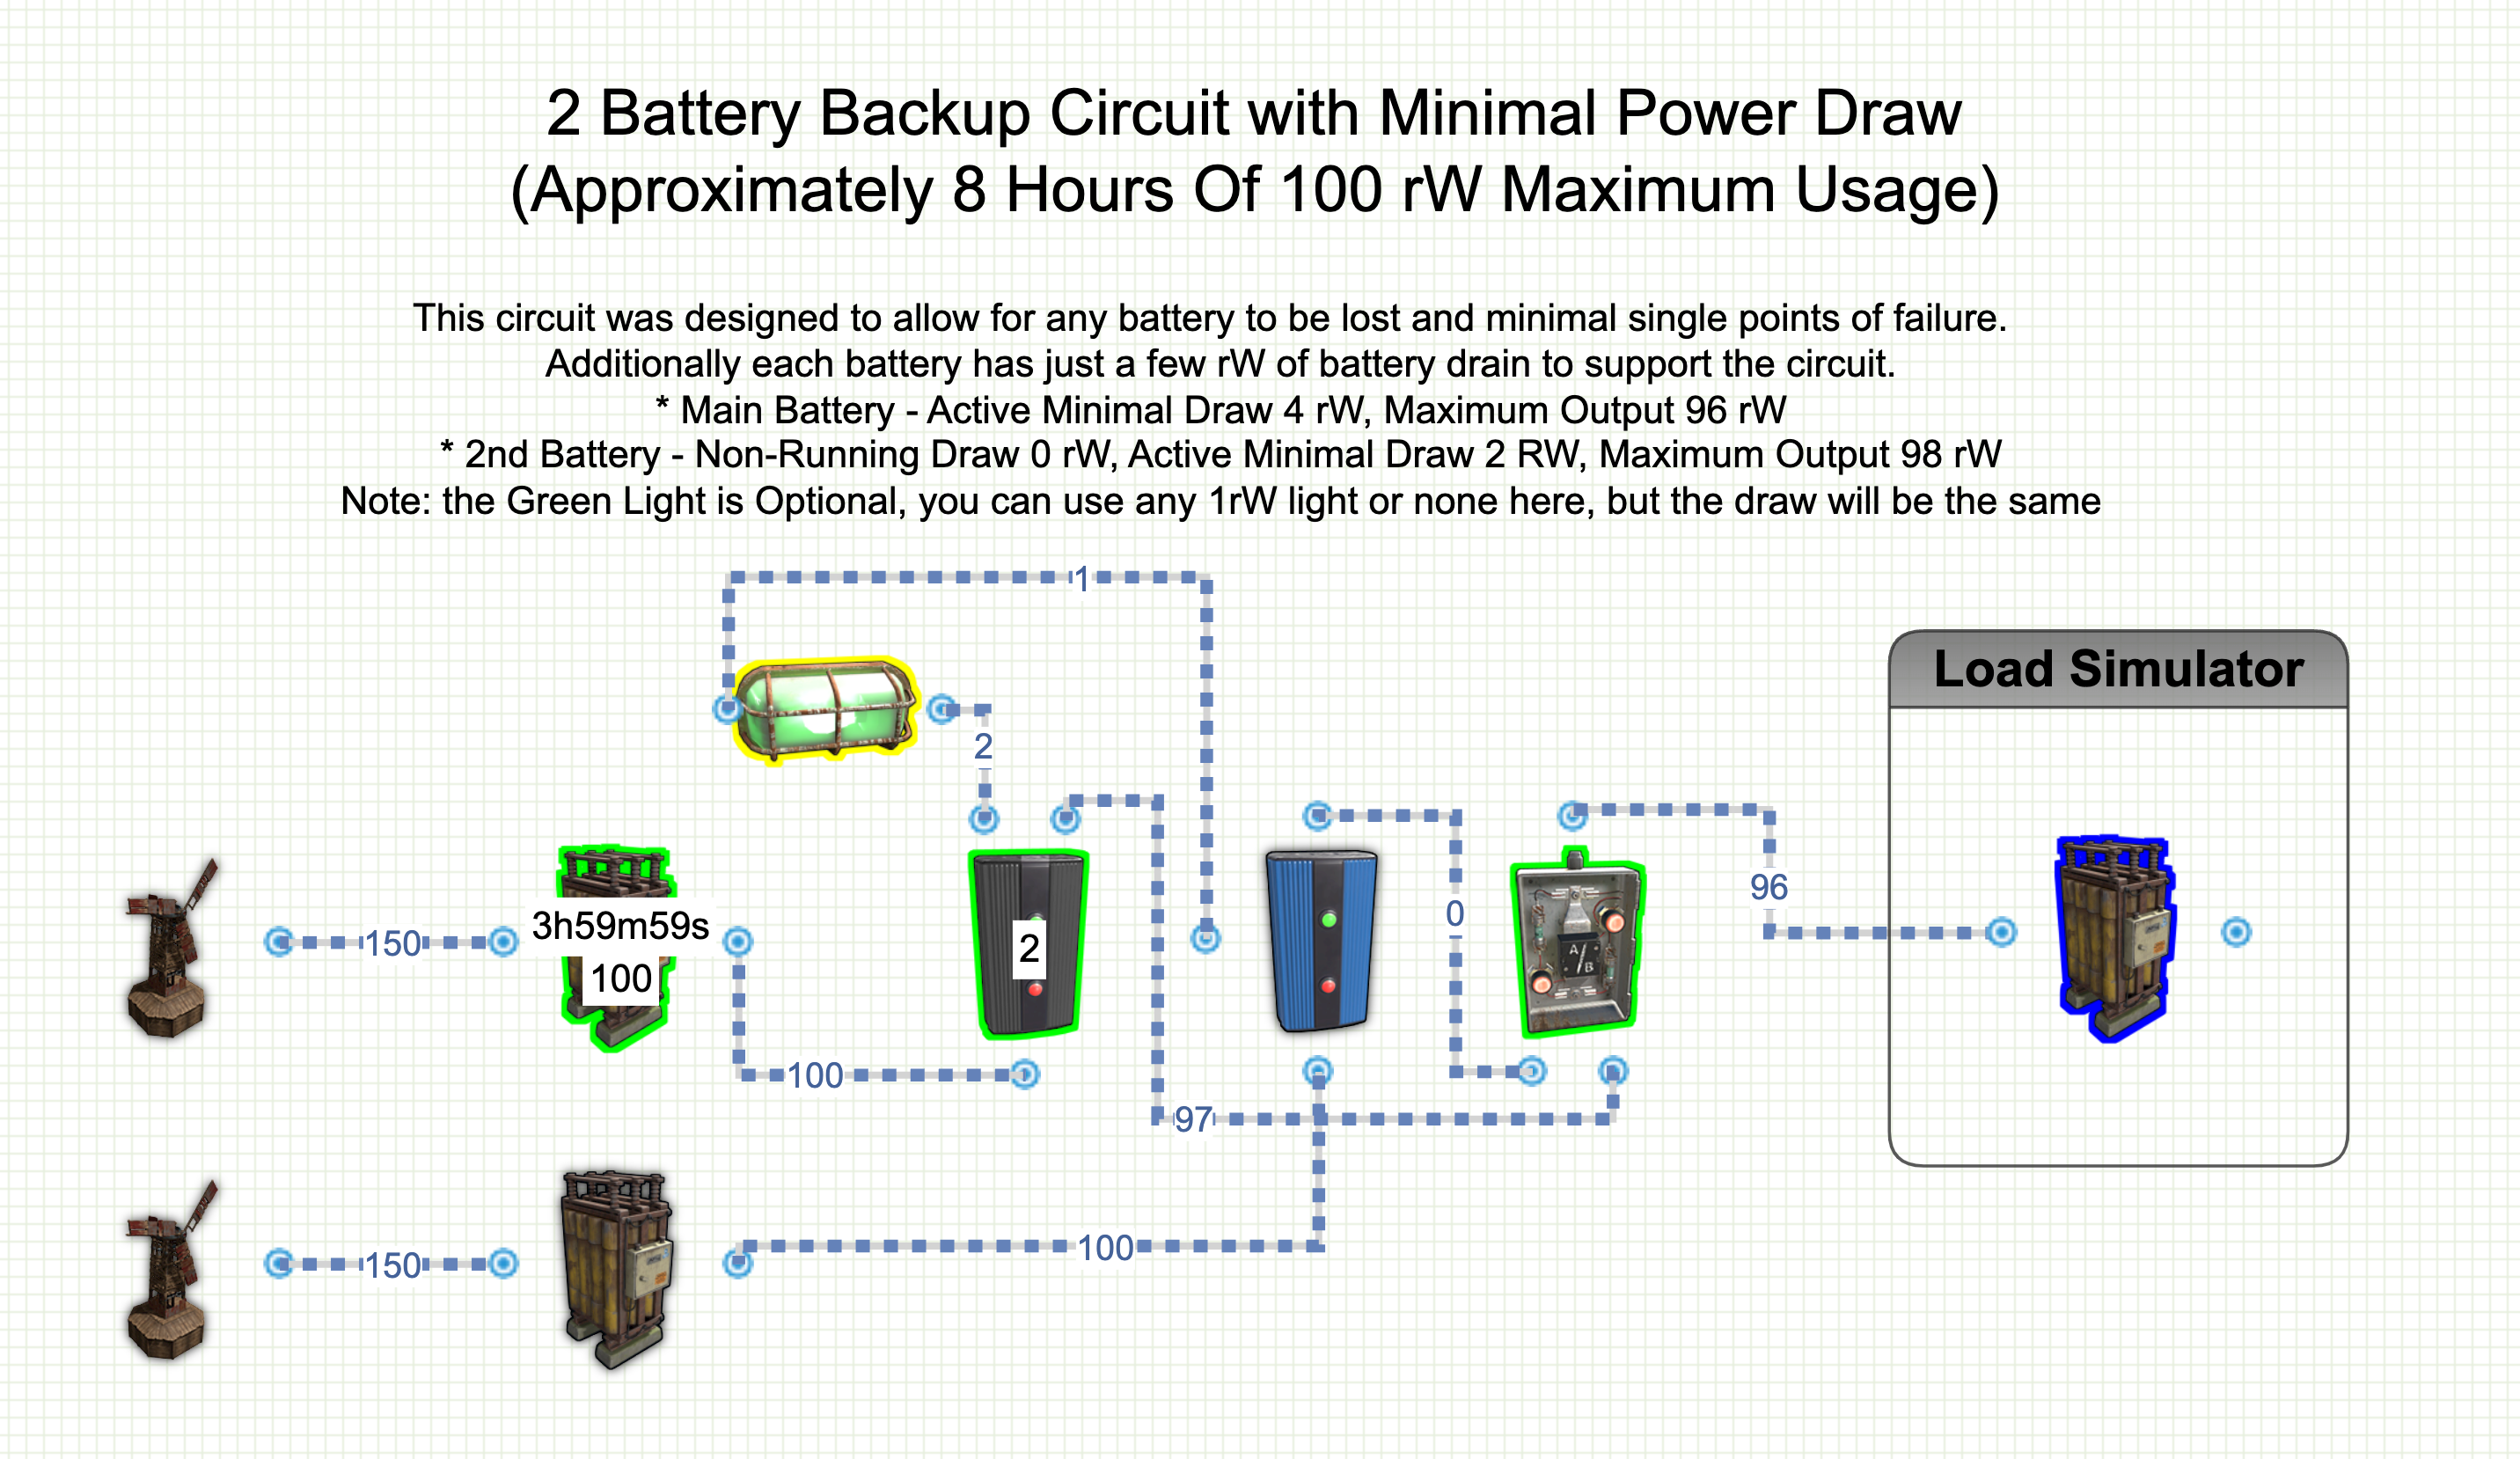 2 Battery Backup Circuit with Minimal Power Draw
(Approximately 8 Hours Of 100 rW Maximum Usage)
This circuit was designed to allow for any battery to be lost and minimal single points of failure.
Additionally each battery has just a few rW of battery drain to support the circuit.
* Main Battery - Active Minimal Draw 4 rW, Maximum Output 96 rW
* 2nd Battery - Non-Running Draw 0 rW, Active Minimal Draw 2 RW, Maximum Output 98 rW
Note: the Green Light is Optional, you can use any 1rW light or none here, but the draw will be the same
1
Load Simulator
2
96
0
3h59m59s
150
2
100
A/B
100
97
100
150